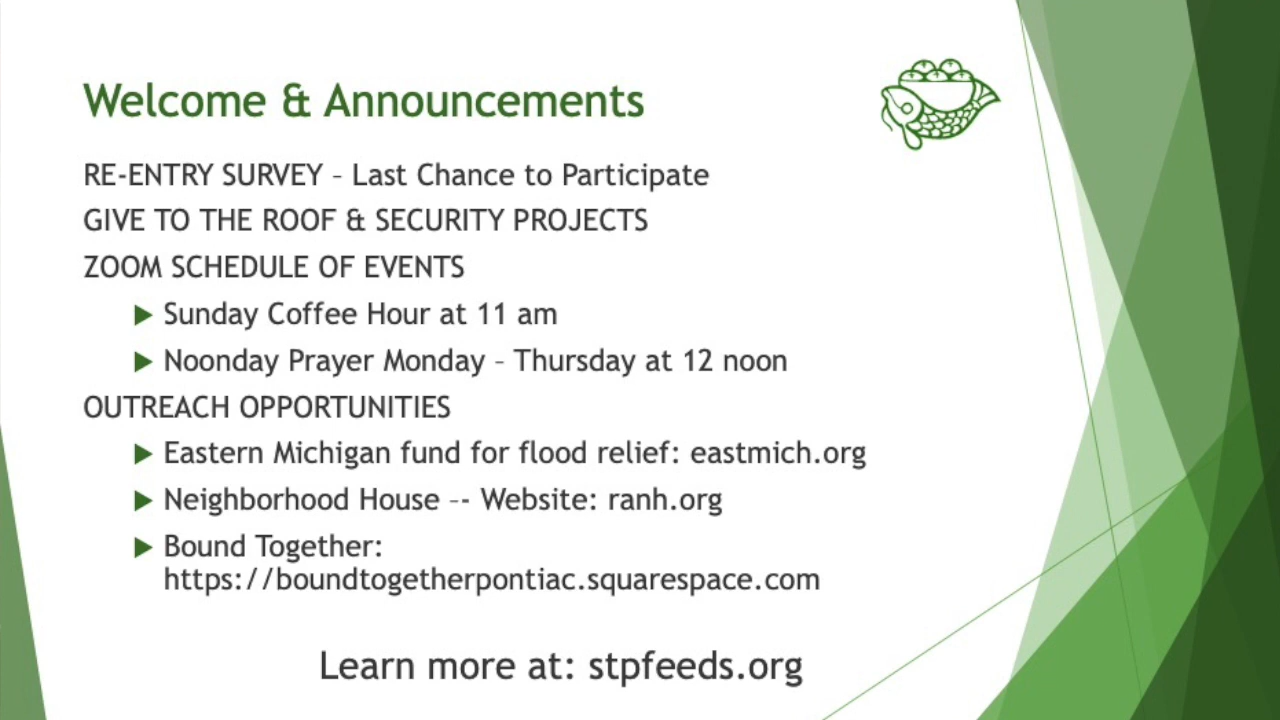 Welcome & Announcements
RE-ENTRY SURVEY – Last Chance to Participate
GIVE TO THE ROOF & SECURITY PROJECTS
ZOOM SCHEDULE OF EVENTS
Sunday Coffee Hour at 11 am
Noonday Prayer Monday – Thursday at 12 noon
OUTREACH OPPORTUNITIES
Eastern Michigan fund for flood relief: eastmich.org
Neighborhood House –- Website: ranh.org
Bound Together:
https://boundtogetherpontiac.squarespace.com
Learn more at: stpfeeds.org